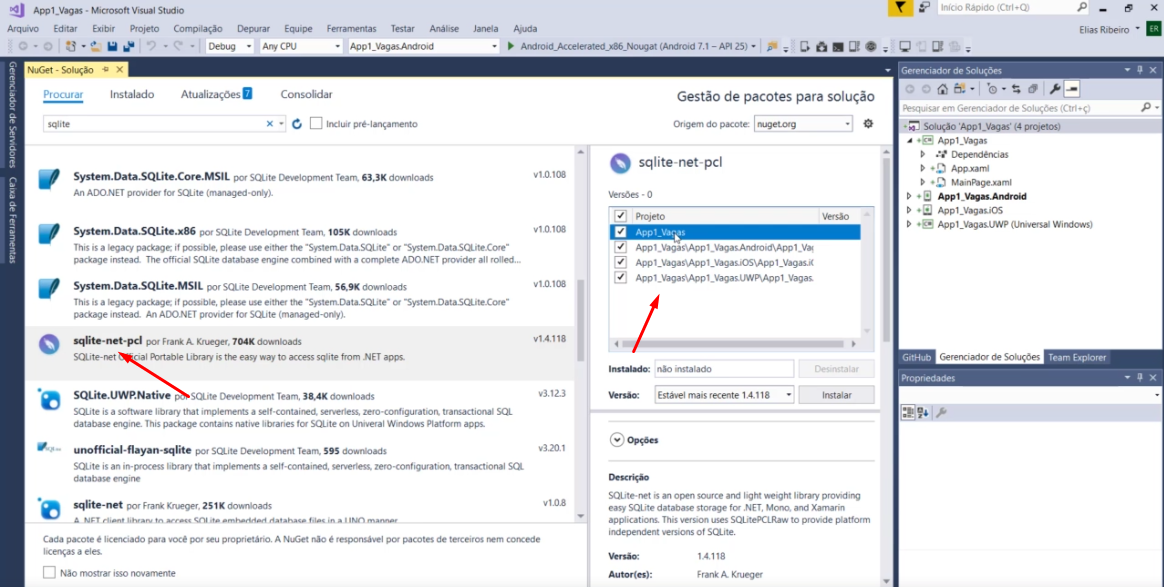 App1_Vagas - Microsoft Visual Studio
Início Rápido (Ctrl+Q)
Arquivo Editar Exibir Projeto Compilação Depurar Equipe Ferramentas Testar Análise Janela Ajuda
Elias Ribeiro ER
Debug Any CPU App1_Vagas.Android Android_Accelerated_x86_Nougat (Android 7.1 – API 25)
Gerenciador de Servidores
Caixa de Ferramentas
NuGet - Solução
Procurar Instalado Atualizações 7 Consolidar
Gestão de pacotes para solução
sqlite
Incluir pré-lançamento
Origem do pacote: nuget.org
System.Data.SQLite.Core.MSIL por SQLite Development Team, 63,3K downloads
v1.0.108
An ADO.NET provider for SQLite (managed-only).
System.Data.SQLite.x86 por SQLite Development Team, 105K downloads
v1.0.108
This is a legacy package; if possible, please use either the "System.Data.SQLite" or "System.Data.SQLite.Core"
package instead. The official SQLite database engine combined with a complete ADO.NET provider all rolled...
System.Data.SQLite.MSIL por SQLite Development Team, 56,9K downloads
v1.0.108
This is a legacy package; if possible, please use either the "System.Data.SQLite" or "System.Data.SQLite.Core"
package instead. An ADO.NET provider for SQLite (managed-only).
sqlite-net-pcl por Frank A. Krueger, 704K downloads
v1.4.118
SQLite-net Official Portable Library is the easy way to access sqlite from .NET apps.
SQLite.UWP.Native por SQLite Development Team, 38,4K downloads
v3.12.3
SQLite is a software library that implements a self-contained, serverless, zero-configuration, transactional SQL
database engine. This package contains native libraries for SQLite on Univeral Windows Platform apps.
unofficial-flayan-sqlite por SQLite Development Team, 595 downloads
v3.20.1
SQLite is an in-process library that implements a self-contained, serverless, zero-configuration, transactional SQL
database engine
sqlite-net por Frank Krueger, 251K downloads
v1.0.8
A .NET client library to access SQLite embedded database files in a LINQ manner.
Cada pacote é licenciado para você por seu proprietário. A NuGet não é responsável por pacotes de terceiros nem concede
licenças a eles.
Não mostrar isso novamente
sqlite-net-pcl
Versões - 0
Projeto Versão
App1_Vagas
App1_Vagas\App1_Vagas.Android\App1_Vaç
App1_Vagas\App1_Vagas.iOS\App1_Vagas.iC
App1_Vagas\App1_Vagas.UWP\App1_Vagas.
Instalado: não instalado Desinstalar
Versão: Estável mais recente 1.4.118 Instalar
Opções
Descrição
SQLite-net is an open source and light weight library providing
easy SQLite database storage for .NET, Mono, and Xamarin
applications. This version uses SQLitePCLRaw to provide platform
independent versions of SQLite.
Versão: 1.4.118
Autor(es): Frank A. Krueger
Gerenciador de Soluções
Pesquisar em Gerenciador de Soluções (Ctrl+ç)
Solução 'App1_Vagas' (4 projetos)
App1_Vagas
Dependências
App.xaml
MainPage.xaml
App1_Vagas.Android
App1_Vagas.iOS
App1_Vagas.UWP (Universal Windows)
GitHub Gerenciador de Soluções Team Explorer
Propriedades